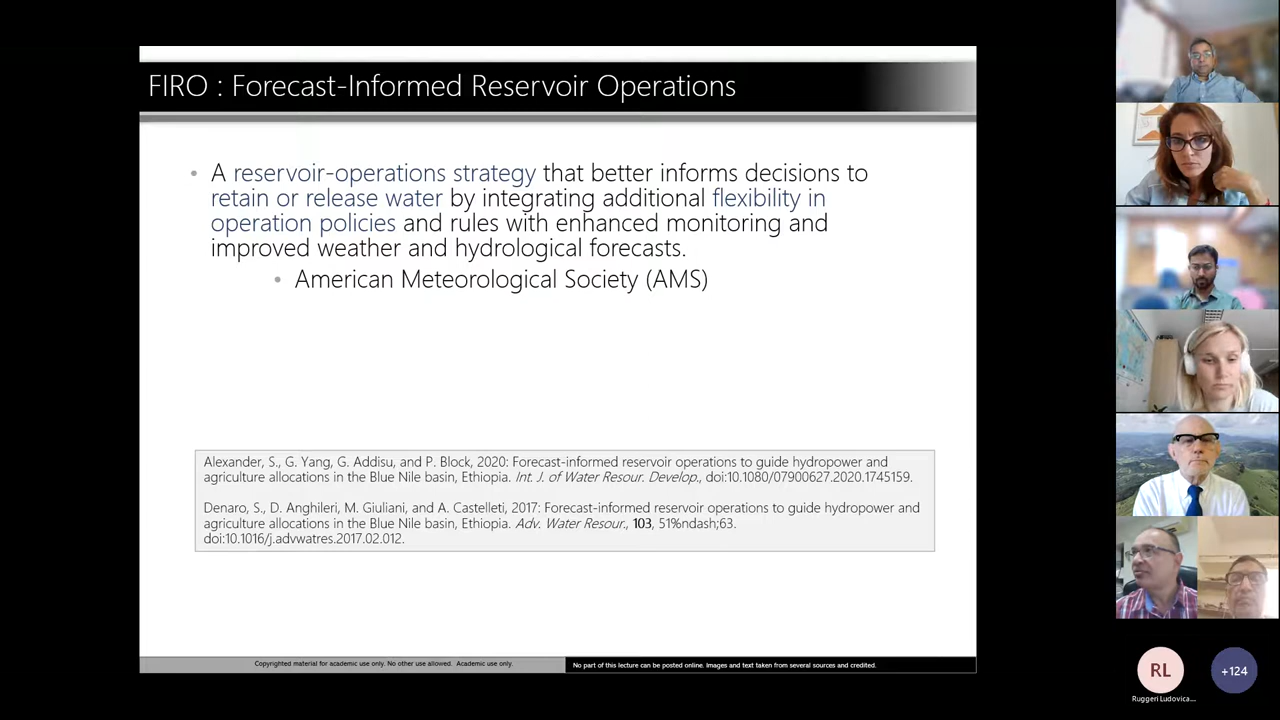 FIRO : Forecast-Informed Reservoir Operations
• A reservoir-operations strategy that better informs decisions to
retain or release water by integrating additional flexibility in
operation policies and rules with enhanced monitoring and
improved weather and hydrological forecasts.
• American Meteorological Society (AMS)
Alexander, S., G. Yang, G. Addisu, and P. Block, 2020: Forecast-informed reservoir operations to guide hydropower and
agriculture allocations in the Blue Nile basin, Ethiopia. Int. J. of Water Resour. Develop., doi:10.1080/07900627.2020.1745159.
Denaro, S., D. Anghileri, M. Giuliani, and A. Castelleti, 2017: Forecast-informed reservoir operations to guide hydropower and
agriculture allocations in the Blue Nile basin, Ethiopia. Adv. Water Resour., 103, 51%ndash;63.
doi:10.1016/j.advwatres.2017.02.012.
Copyrighted material for academic use only. No other use allowed. Academic use only.
No part of this lecture can be posted online. Images and text taken from several sources and credited.
RL
+124
Ruggeri Ludovica...